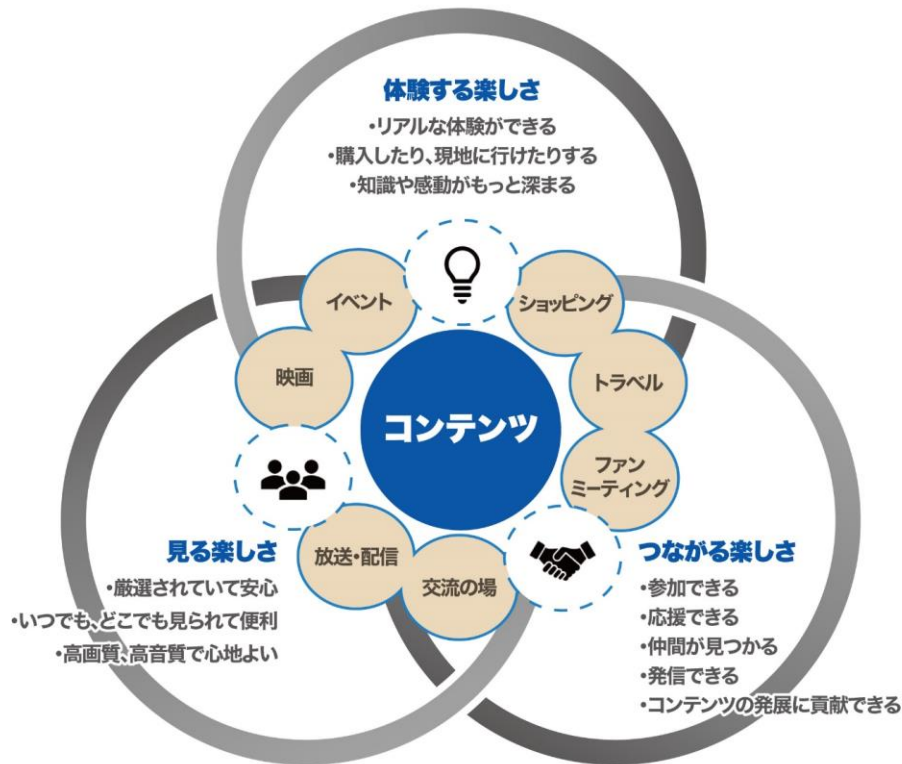 体験する楽しさ
・リアルな体験ができる
・購入したり、現地に行けたりする
・知識や感動がもっと深まる
イベント
ショッピング
映画
トラベル
コンテンツ
ファン
ミーティング
放送・配信
交流の場
見る楽しさ
・厳選されていて安心
・いつでも、どこでも見られて便利
・高画質、高音質で心地よい
つながる楽しさ
・参加できる
・応援できる
・仲間が見つかる
・発信できる
・コンテンツの発展に貢献できる